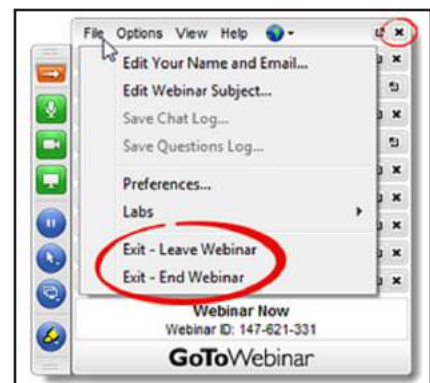 File Options View Help
Edit Your Name and Email...
Edit Webinar Subject...
Save Chat Log...
Save Questions Log...
Preferences...
Labs
Exit - Leave Webinar
Exit - End Webinar
Webinar Now
Webinar ID: 147-621-331
GoToWebinar